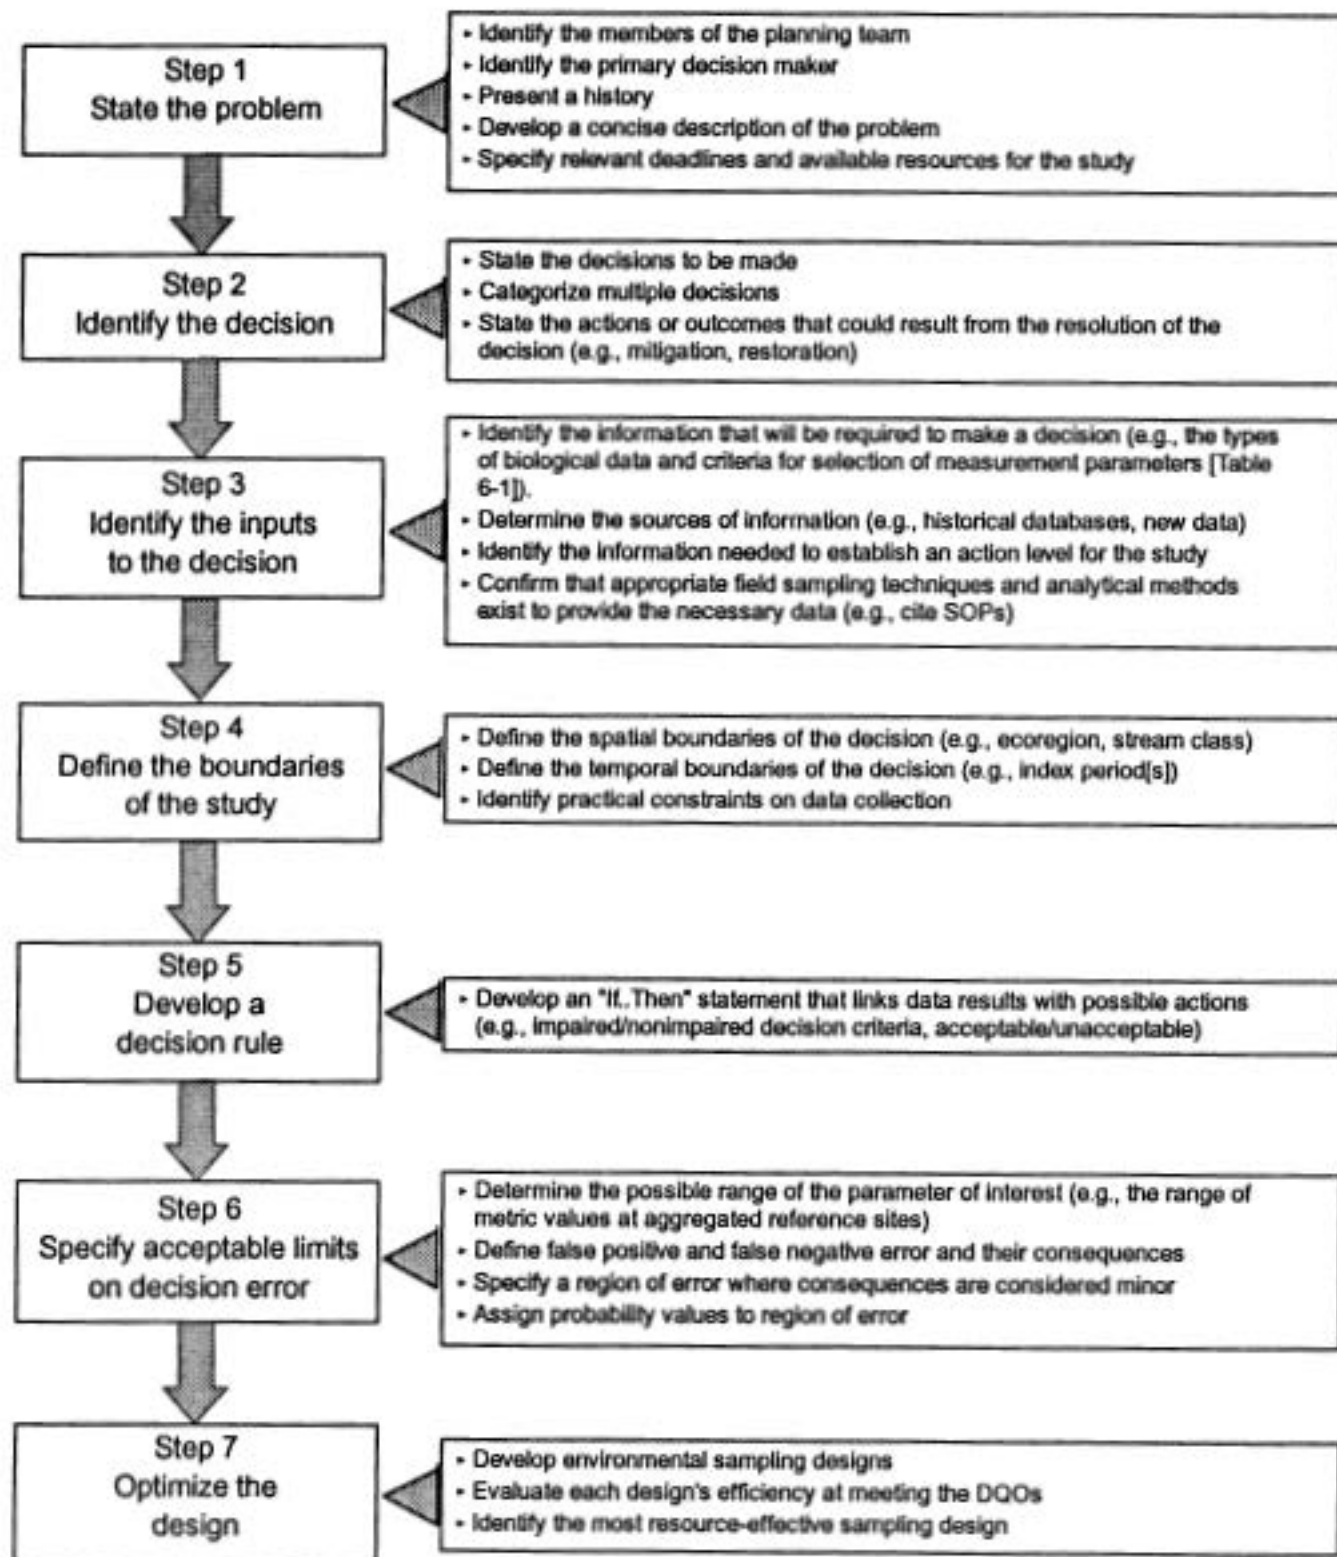 Step 1
State the problem
▸ Identify the members of the planning team
▸ Identify the primary decision maker
▸ Present a history
▸ Develop a concise description of the problem
▸ Specify relevant deadlines and available resources for the study
Step 2
Identify the decision
▸ State the decisions to be made
▸ Categorize multiple decisions
▸ State the actions or outcomes that could result from the resolution of the
decision (e.g., mitigation, restoration)
Step 3
Identify the inputs
to the decision
▸ Identify the information that will be required to make a decision (e.g., the types
of biological data and criteria for selection of measurement parameters [Table
6-1]).
▸ Determine the sources of information (e.g., historical databases, new data)
▸ Identify the information needed to establish an action level for the study
▸ Confirm that appropriate field sampling techniques and analytical methods
exist to provide the necessary data (e.g., cite SOPs)
Step 4
Define the boundaries
of the study
▸ Define the spatial boundaries of the decision (e.g., ecoregion, stream class)
▸ Define the temporal boundaries of the decision (e.g., index period[s])
▸ Identify practical constraints on data collection
Step 5
Develop a
decision rule
▸ Develop an "If..Then" statement that links data results with possible actions
(e.g., impaired/nonimpaired decision criteria, acceptable/unacceptable)
Step 6
Specify acceptable limits
on decision error
▸ Determine the possible range of the parameter of interest (e.g., the range of
metric values at aggregated reference sites)
▸ Define false positive and false negative error and their consequences
▸ Specify a region of error where consequences are considered minor
▸ Assign probability values to region of error
Step 7
Optimize the
design
▸ Develop environmental sampling designs
▸ Evaluate each design's efficiency at meeting the DQOs
▸ Identify the most resource-effective sampling design